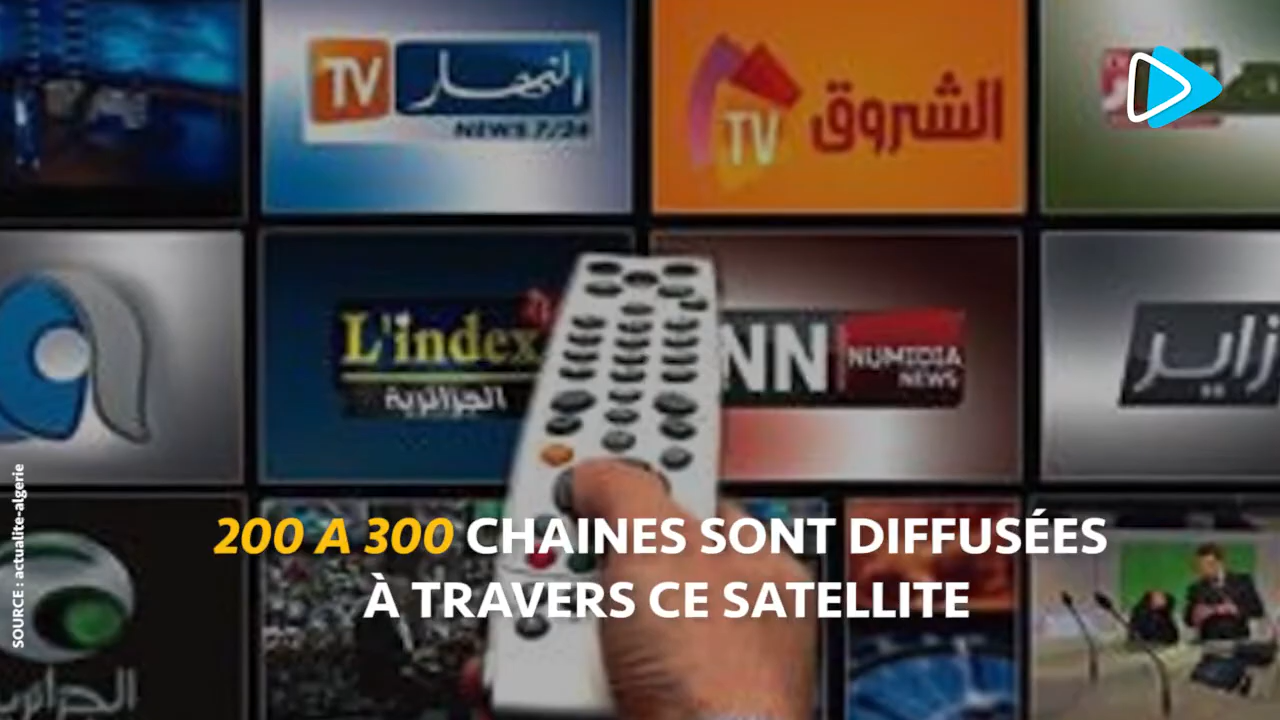 TV النهار
NEWS 7/24
TV الشروق
L'index
الجزائرية
NN NUMIDIA
NEWS
زاير
200 A 300 CHAINES SONT DIFFUSÉES
À TRAVERS CE SATELLITE
SOURCE : actualite-algerie